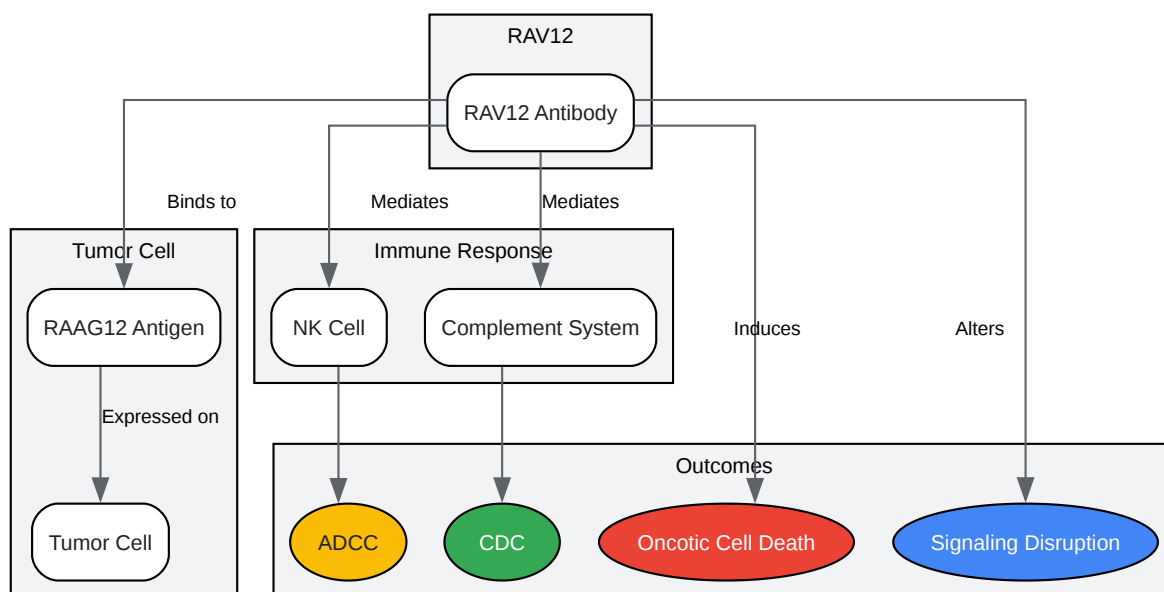 RAV12
RAV12 Antibody
Binds to
Mediates
Mediates
Tumor Cell
Immune Response
RAAG12 Antigen
NK Cell
Complement System
Induces
Alters
Expressed on
Outcomes
Tumor Cell
ADCC
CDC
Oncotic Cell Death
Signaling Disruption